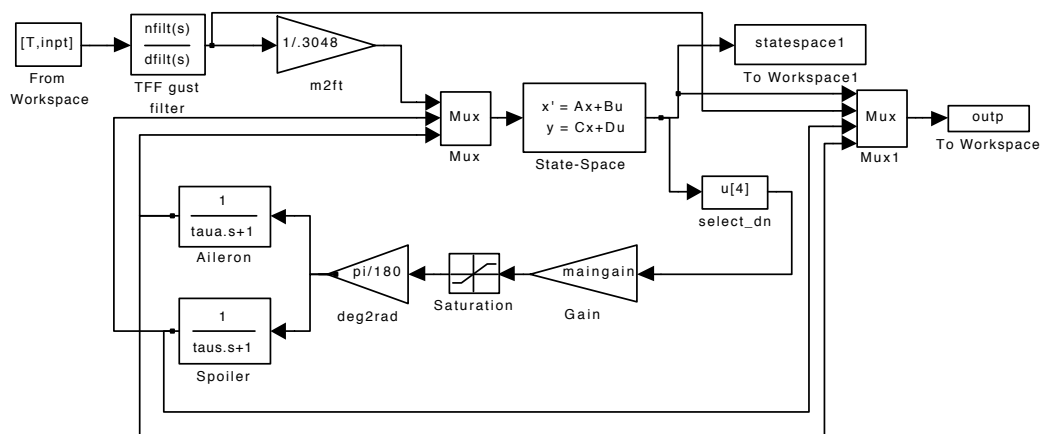 [T,inpt]
From
Workspace
nfilt(s)
dfilt(s)
TFF gust
filter
1/.3048
m2ft
Mux
Mux
x' = Ax+Bu
y = Cx+Du
State-Space
statespace1
To Workspace1
Mux
Mux1
outp
To Workspace
u[4]
select_dn
1
taua.s+1
Aileron
pi/180
deg2rad
Saturation
maingain
Gain
1
taus.s+1
Spoiler